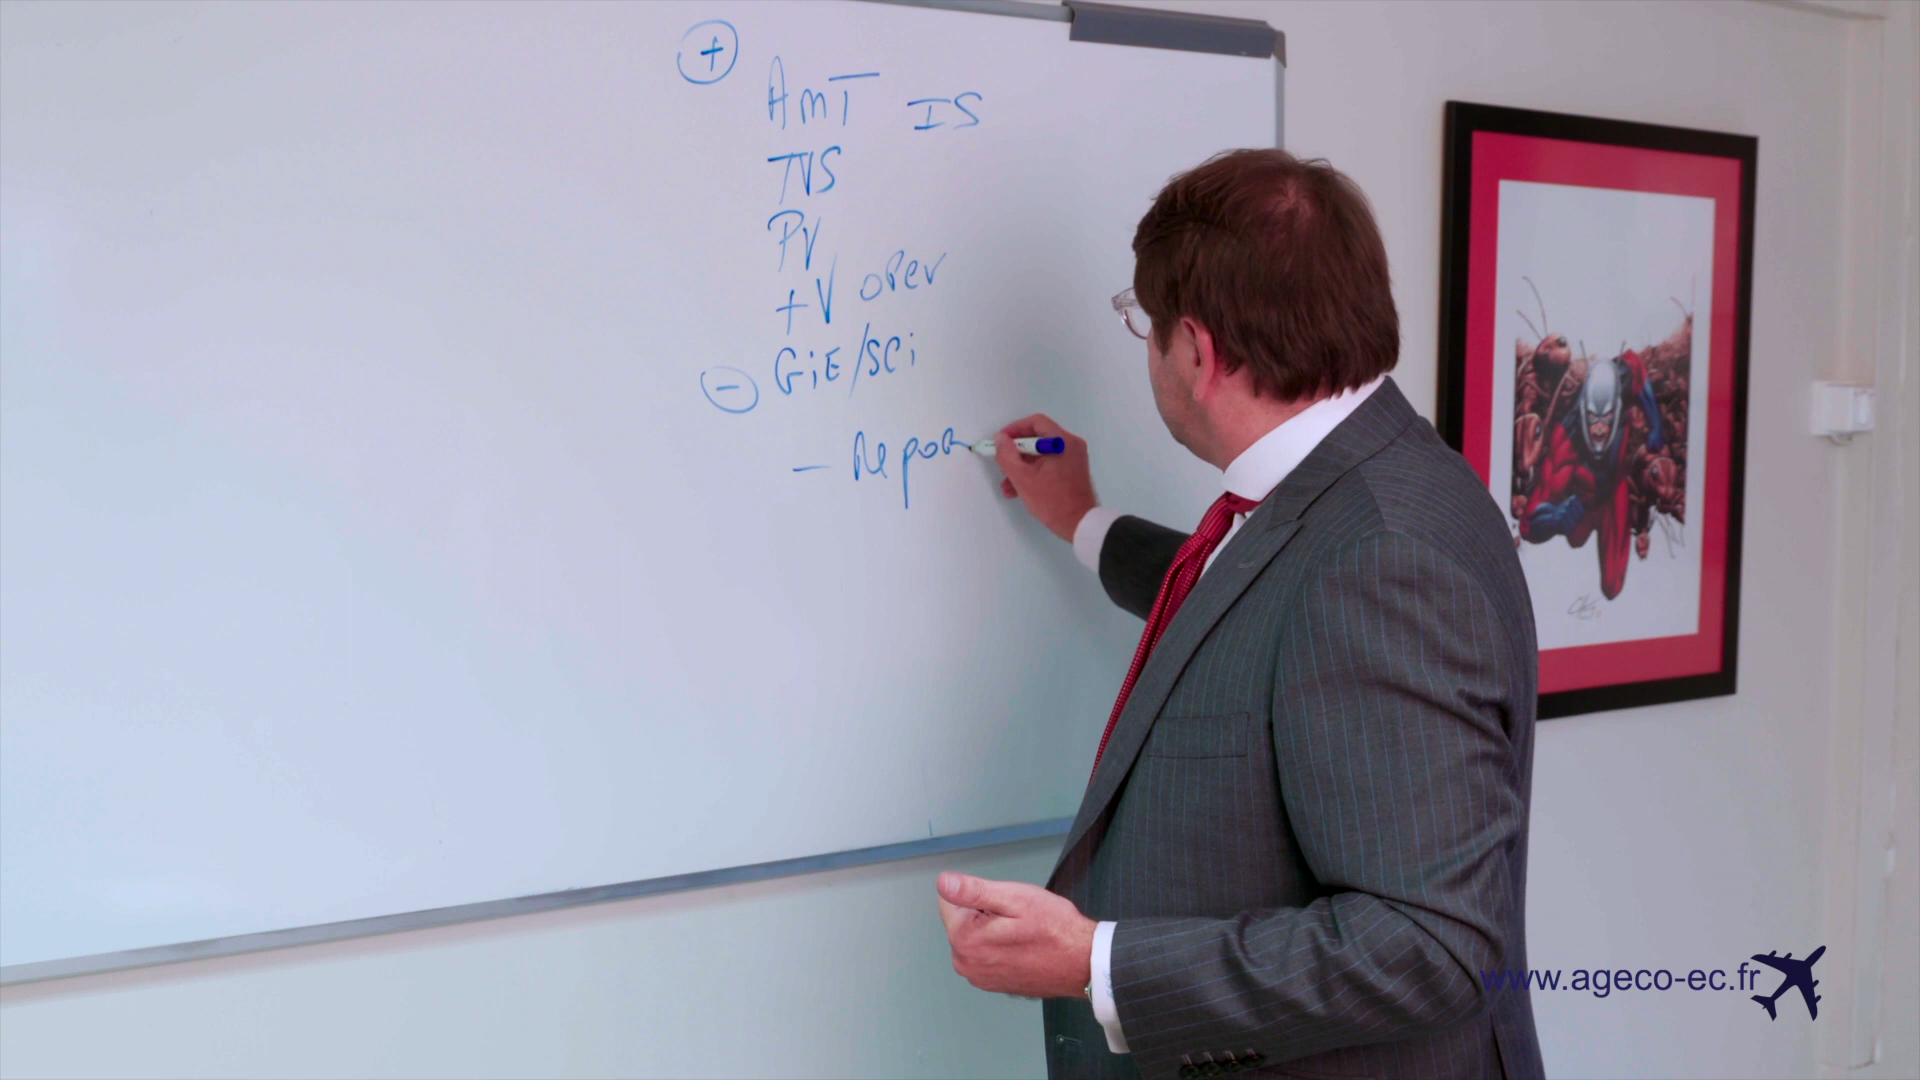 +
AMT IS
TVS
PV
+V oper
- GiE/SCi
- Repor
www.ageco-ec.fr